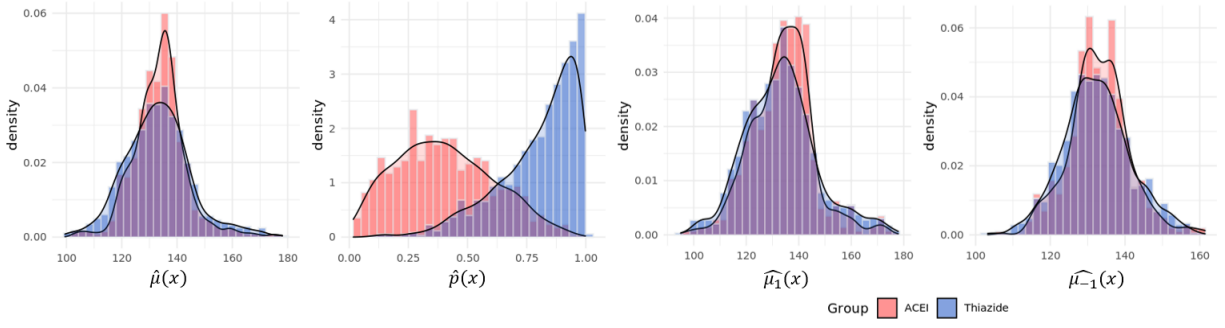 density
0.06
0.04
0.02
0.00
100 120 140 160 180
μ̂(x)
density
4
3
2
1
0
0.00 0.25 0.50 0.75 1.00
p̂(x)
density
0.04
0.03
0.02
0.01
0.00
100 120 140 160 180
μ̂₁(x)
density
0.06
0.04
0.02
0.00
100 120 140 160
μ̂₋₁(x)
Group ACEI Thiazide